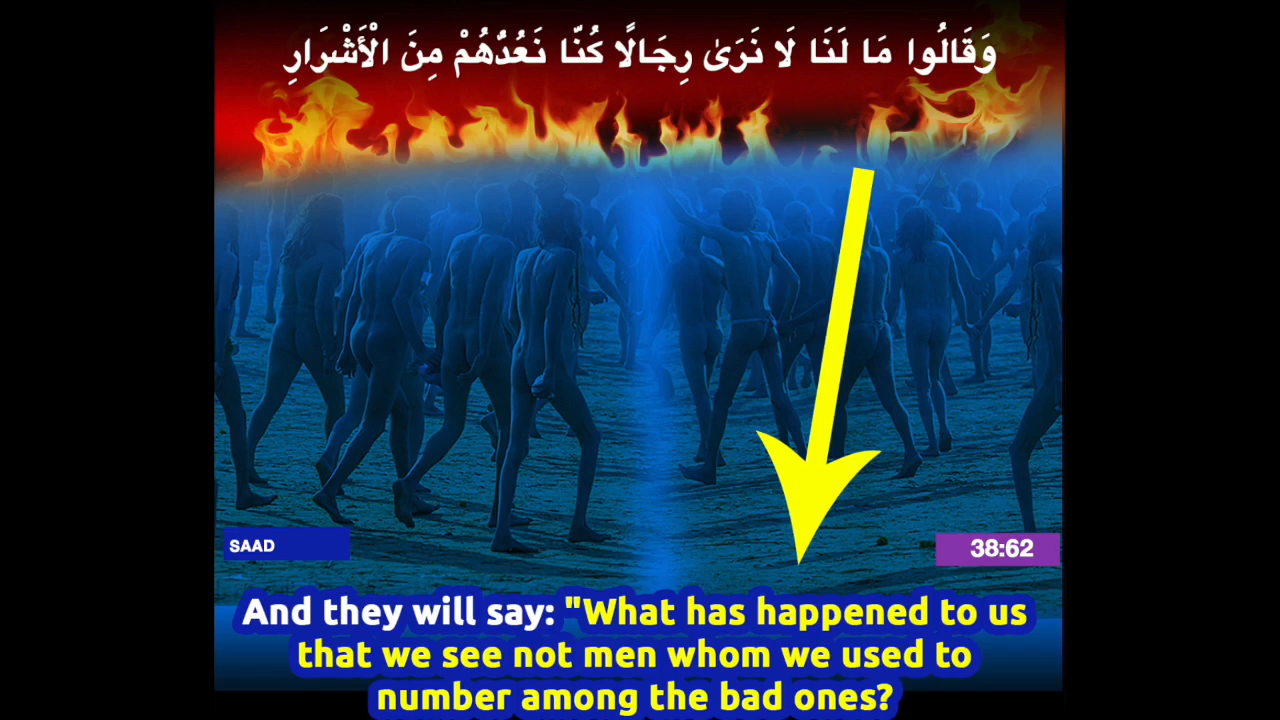 وَقَالُوا مَا لَنَا لَا نَرَىٰ رِجَالًا كُنَّا نَعُدُّهُمْ مِنَ الْأَشْرَارِ
SAAD
38:62
And they will say: "What has happened to us
that we see not men whom we used to
number among the bad ones?